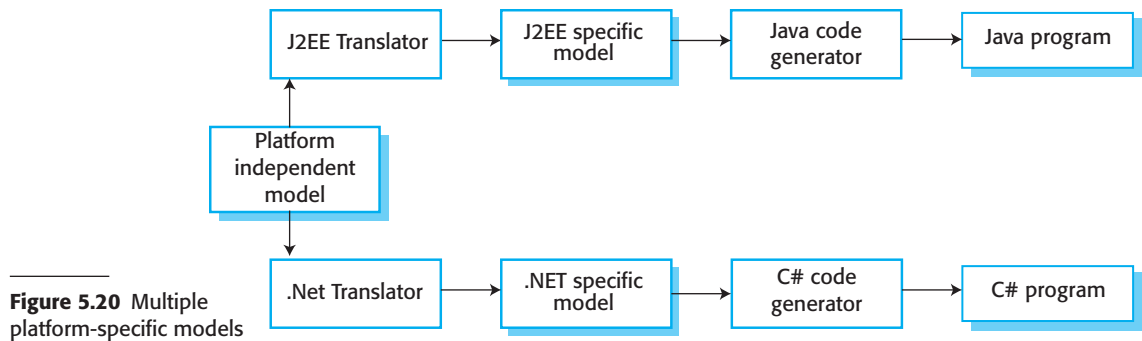 J2EE Translator
J2EE specific
model
Java code
generator
Java program
Platform
independent
model
.Net Translator
.NET specific
model
C# code
generator
C# program
Figure 5.20 Multiple
platform-specific models